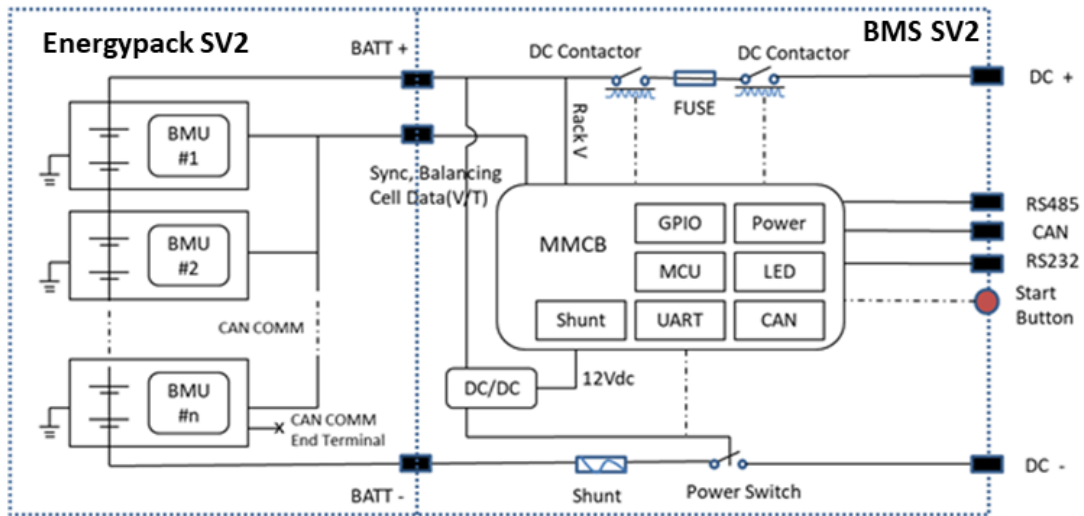 Energypack SV2
BMS SV2
BATT +
DC Contactor
DC Contactor
DC +
FUSE
Rack V
BMU
#1
Sync, Balancing
Cell Data(V/T)
BMU
#2
MMCB
GPIO
Power
MCU
LED
Shunt
UART
CAN
RS485
CAN
RS232
Start
Button
CAN COMM
BMU
#n
DC/DC
12Vdc
CAN COMM
End Terminal
BATT -
Shunt
Power Switch
DC -